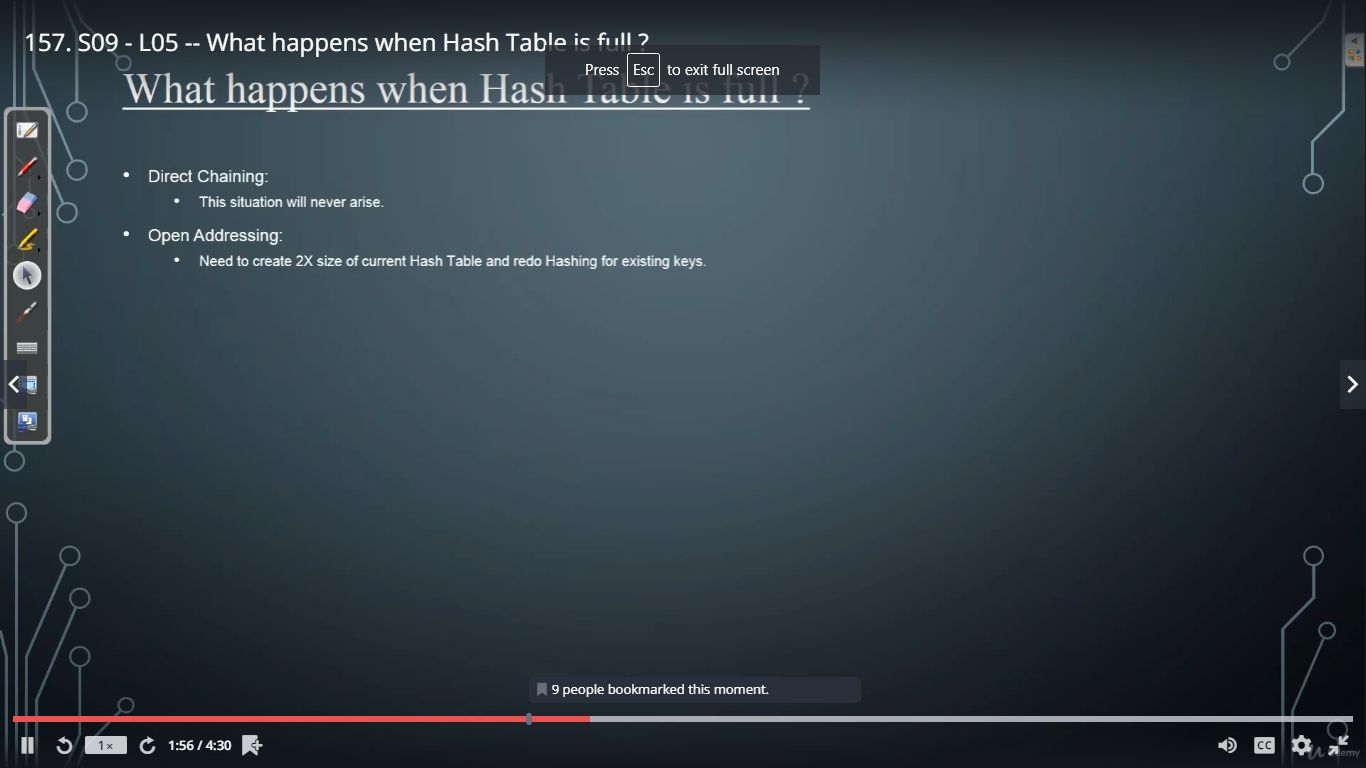 157. S09 - L05 -- What happens when Hash Table is full ?
Press Esc to exit full screen
What happens when Hash Table is full ?
• Direct Chaining:
• This situation will never arise.
• Open Addressing:
• Need to create 2X size of current Hash Table and redo Hashing for existing keys.
9 people bookmarked this moment.
1x
1:56 / 4:30
CC